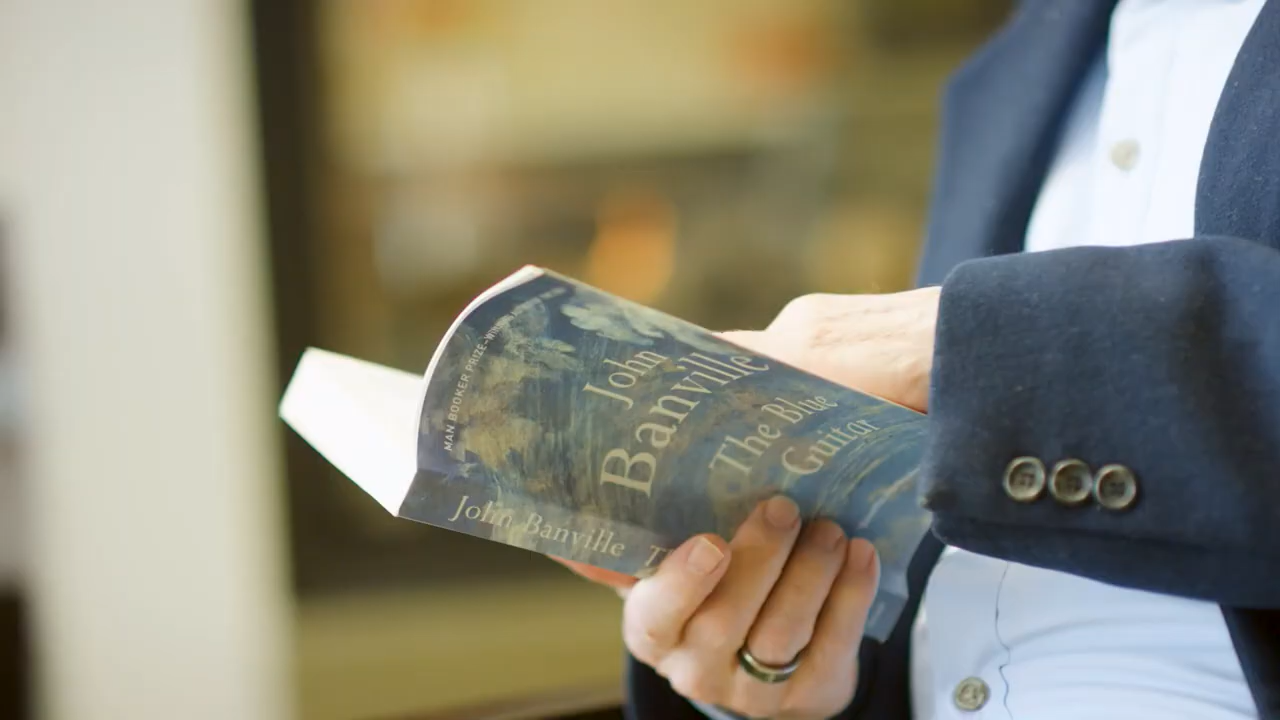 MAN BOOKER PRIZE-WINNING
John
Banville
The Blue
Guitar
John Banville